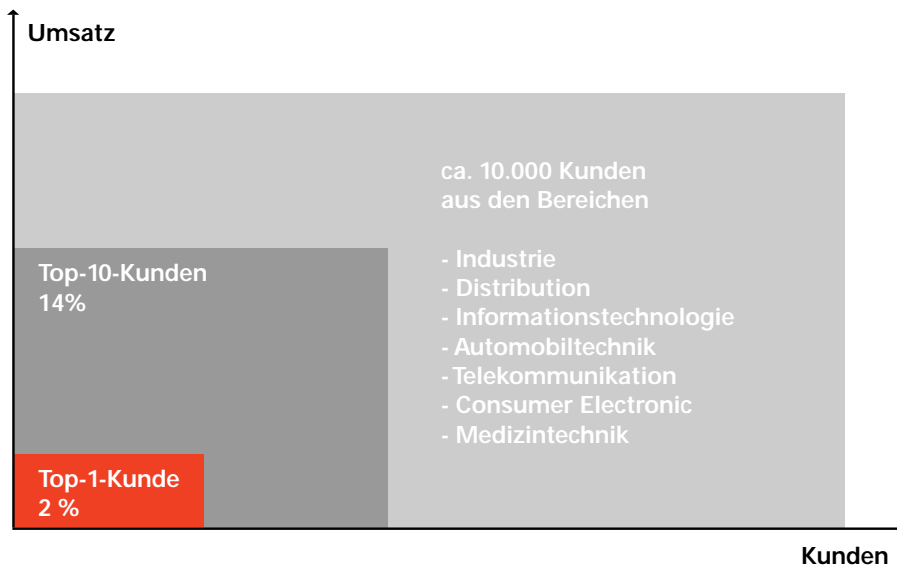 Umsatz
ca. 10.000 Kunden
aus den Bereichen
- Industrie
- Distribution
- Informationstechnologie
- Automobiltechnik
- Telekommunikation
- Consumer Electronic
- Medizintechnik
Top-10-Kunden
14%
Top-1-Kunde
2 %
Kunden